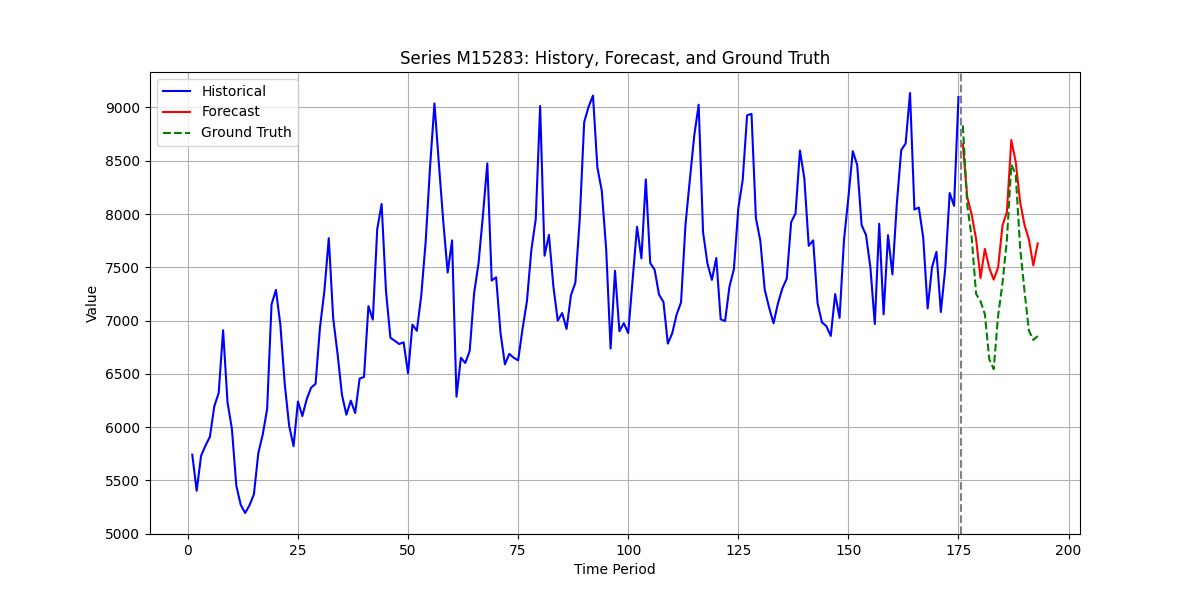 Series M15283: History, Forecast, and Ground Truth
Historical
Forecast
Ground Truth
Value
9000
8500
8000
7500
7000
6500
6000
5500
5000
0 25 50 75 100 125 150 175 200
Time Period